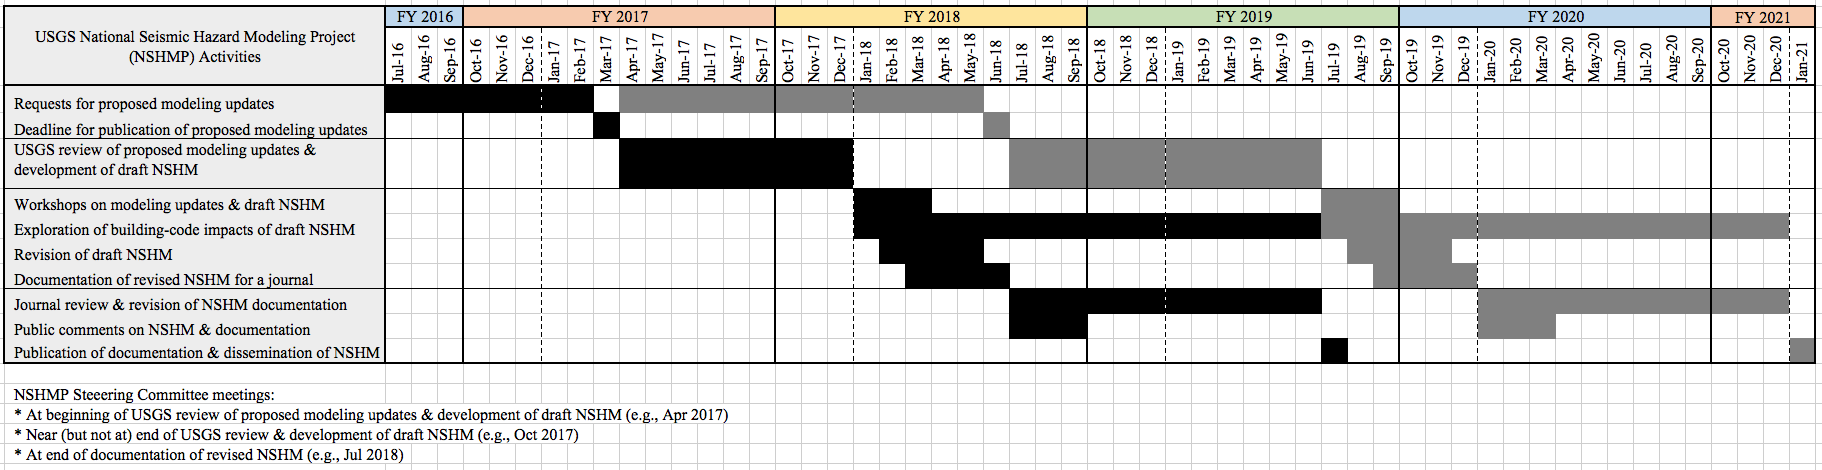 FY 2016 FY 2017 FY 2018 FY 2019 FY 2020 FY 2021
USGS National Seismic Hazard Modeling Project
(NSHMP) Activities
Jul-16 Aug-16 Sep-16 Oct-16 Nov-16 Dec-16 Jan-17 Feb-17 Mar-17 Apr-17 May-17 Jun-17 Jul-17 Aug-17 Sep-17 Oct-17 Nov-17 Dec-17 Jan-18 Feb-18 Mar-18 Apr-18 May-18 Jun-18 Jul-18 Aug-18 Sep-18 Oct-18 Nov-18 Dec-18 Jan-19 Feb-19 Mar-19 Apr-19 May-19 Jun-19 Jul-19 Aug-19 Sep-19 Oct-19 Nov-19 Dec-19 Jan-20 Feb-20 Mar-20 Apr-20 May-20 Jun-20 Jul-20 Aug-20 Sep-20 Oct-20 Nov-20 Dec-20 Jan-21
Requests for proposed modeling updates
Deadline for publication of proposed modeling updates
USGS review of proposed modeling updates &
development of draft NSHM
Workshops on modeling updates & draft NSHM
Exploration of building-code impacts of draft NSHM
Revision of draft NSHM
Documentation of revised NSHM for a journal
Journal review & revision of NSHM documentation
Public comments on NSHM & documentation
Publication of documentation & dissemination of NSHM
NSHMP Steeering Committee meetings:
* At beginning of USGS review of proposed modeling updates & development of draft NSHM (e.g., Apr 2017)
* Near (but not at) end of USGS review & development of draft NSHM (e.g., Oct 2017)
* At end of documentation of revised NSHM (e.g., Jul 2018)